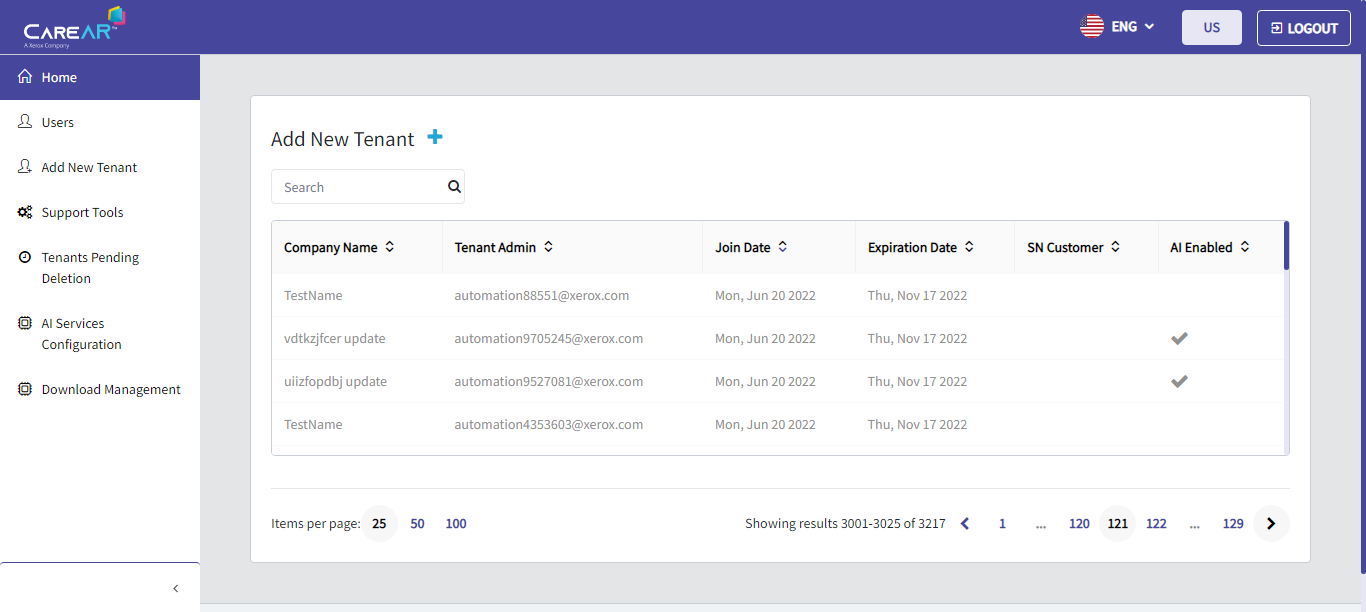 CAREAR™
A Xerox Company
ENG
US
LOGOUT
Home
Users
Add New Tenant
Support Tools
Tenants Pending
Deletion
AI Services
Configuration
Download Management
Add New Tenant
Search
Company Name Tenant Admin Join Date Expiration Date SN Customer AI Enabled
TestName automation88551@xerox.com Mon, Jun 20 2022 Thu, Nov 17 2022
vdtkzjfcer update automation9705245@xerox.com Mon, Jun 20 2022 Thu, Nov 17 2022
uiizfopdbj update automation9527081@xerox.com Mon, Jun 20 2022 Thu, Nov 17 2022
TestName automation4353603@xerox.com Mon, Jun 20 2022 Thu, Nov 17 2022
Items per page: 25 50 100
Showing results 3001-3025 of 3217 1 ... 120 121 122 ... 129